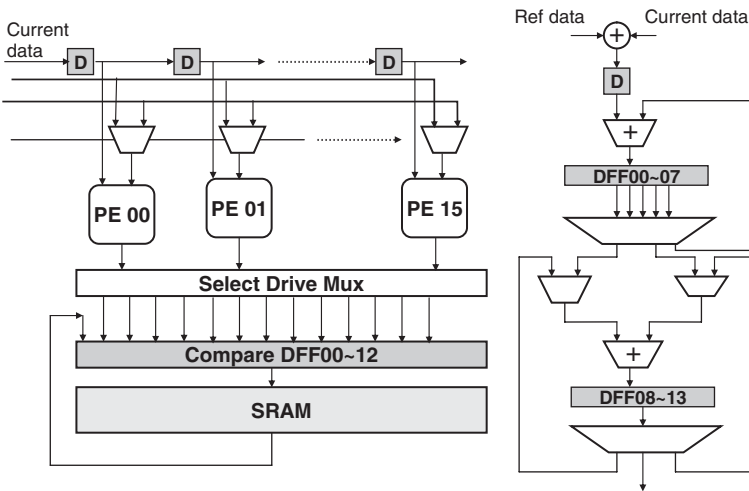 Current
data
D
D
D
PE 00
PE 01
PE 15
Select Drive Mux
Compare DFF00~12
SRAM
Ref data
Current data
+
D
+
DFF00~07
+
DFF08~13